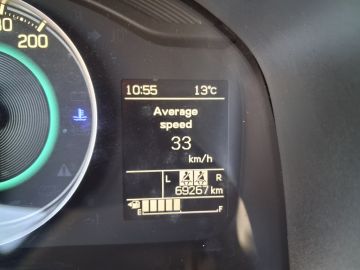 200
10:55 13°C
Average
speed
33
km/h
L R
69267 km
E F